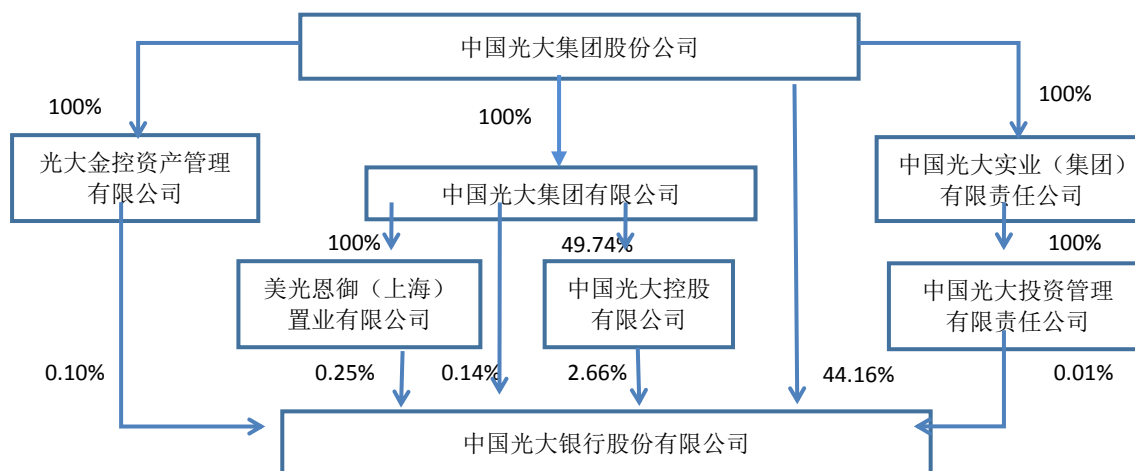 中国光大集团股份公司
100%
100%
100%
光大金控资产管理
有限公司
中国光大集团有限公司
中国光大实业（集团）
有限责任公司
100%
49.74%
100%
美光恩御（上海）
置业有限公司
中国光大控股
有限公司
中国光大投资管理
有限责任公司
0.10%
0.25%
0.14%
2.66%
44.16%
0.01%
中国光大银行股份有限公司